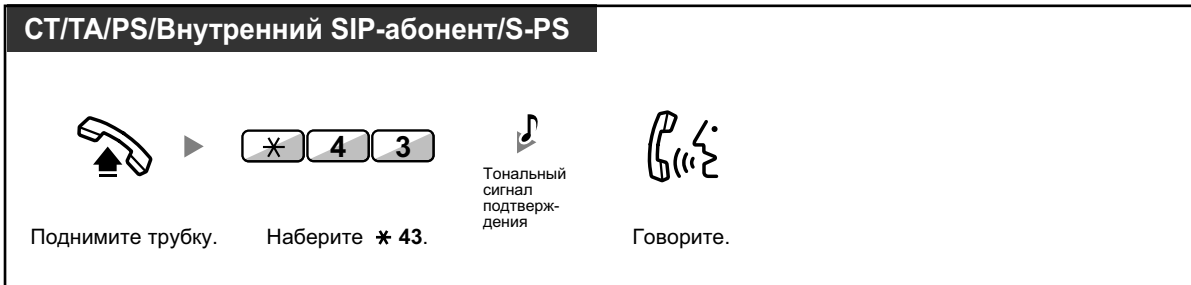 СТ/ТА/PS/Внутренний SIP-абонент/S-PS
* 4 3
Тональный
сигнал
подтверж-
дения
Поднимите трубку.
Наберите * 43.
Говорите.